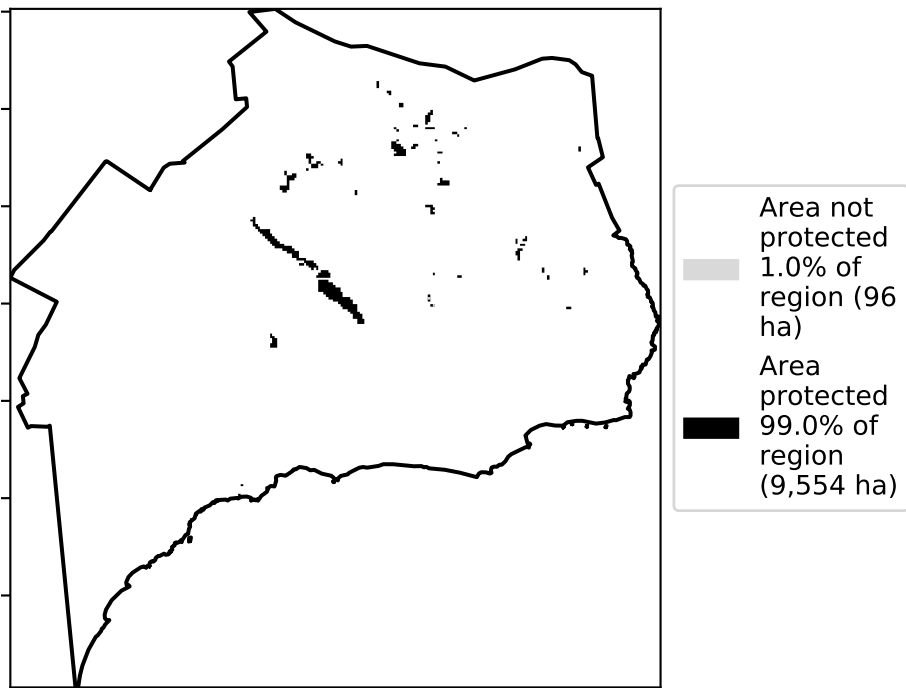 Area not
protected
1.0% of
region (96
ha)
Area
protected
99.0% of
region
(9,554 ha)